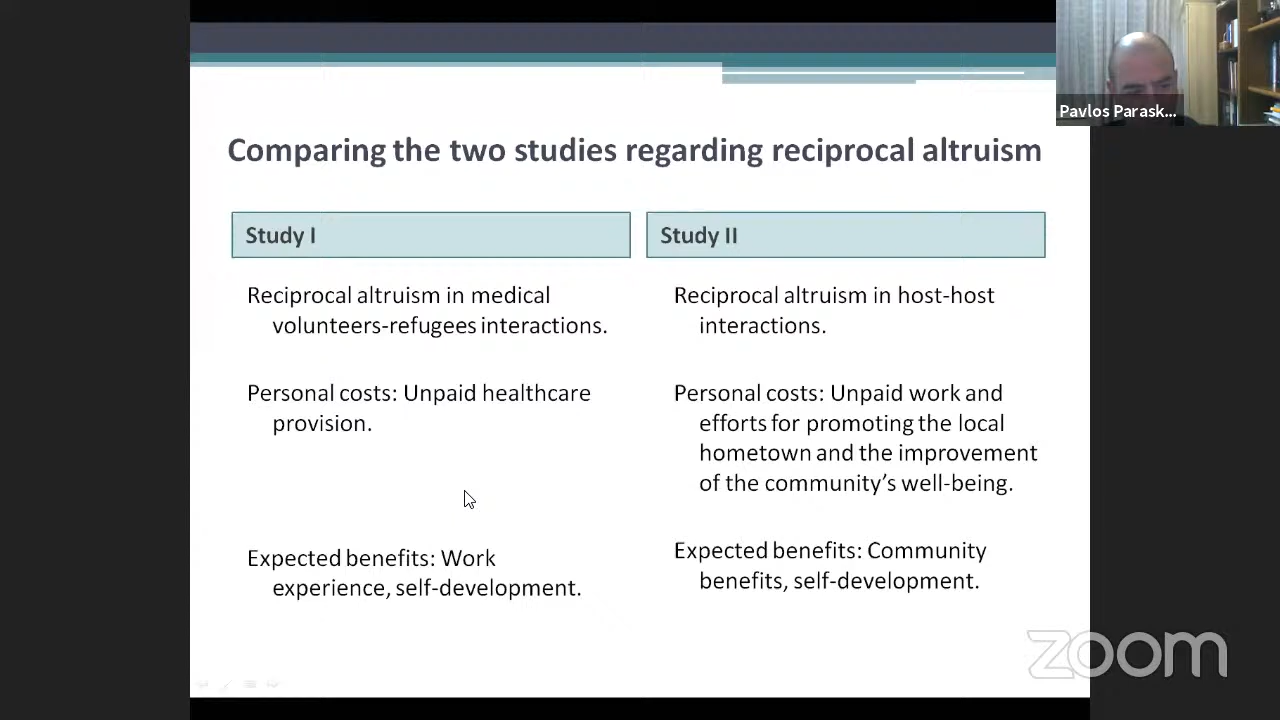 Pavlos Parask...
Comparing the two studies regarding reciprocal altruism
Study I
Reciprocal altruism in medical
volunteers-refugees interactions.
Personal costs: Unpaid healthcare
provision.
Expected benefits: Work
experience, self-development.
Study II
Reciprocal altruism in host-host
interactions.
Personal costs: Unpaid work and
efforts for promoting the local
hometown and the improvement
of the community’s well-being.
Expected benefits: Community
benefits, self-development.
zoom